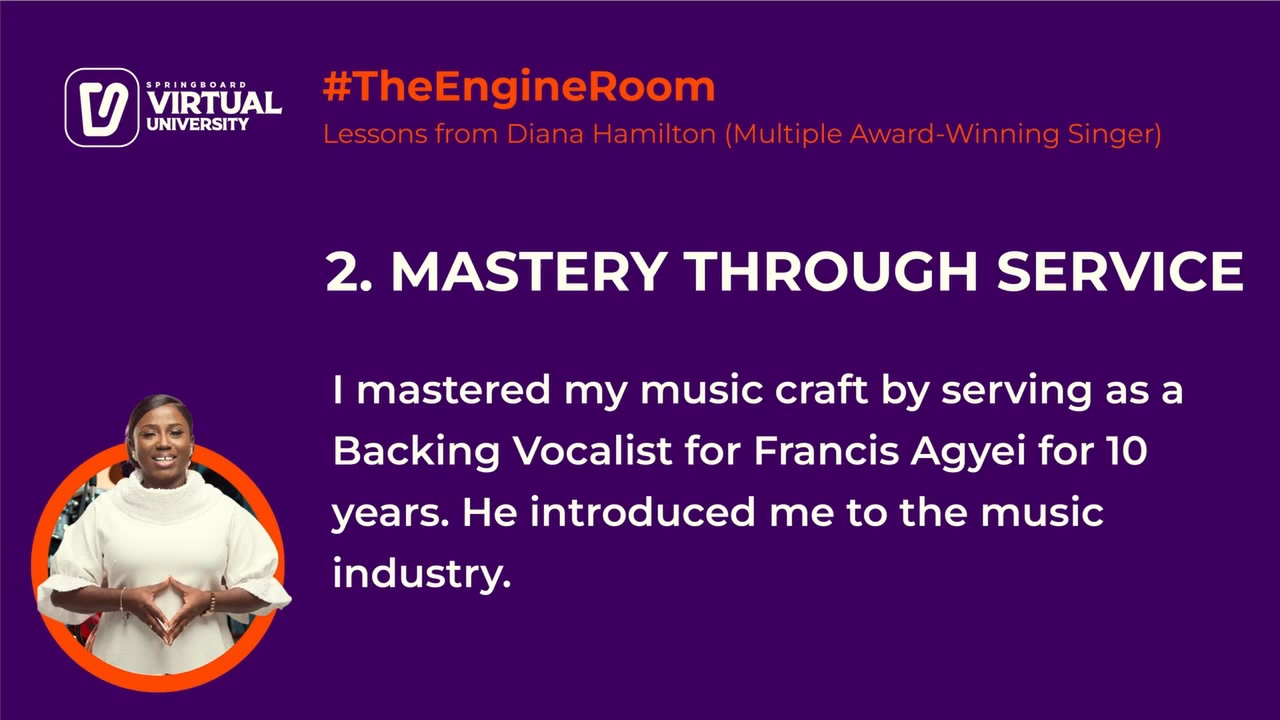 SPRINGBOARD
VIRTUAL
UNIVERSITY
#TheEngineRoom
Lessons from Diana Hamilton (Multiple Award-Winning Singer)
2. MASTERY THROUGH SERVICE
I mastered my music craft by serving as a
Backing Vocalist for Francis Agyei for 10
years. He introduced me to the music
industry.